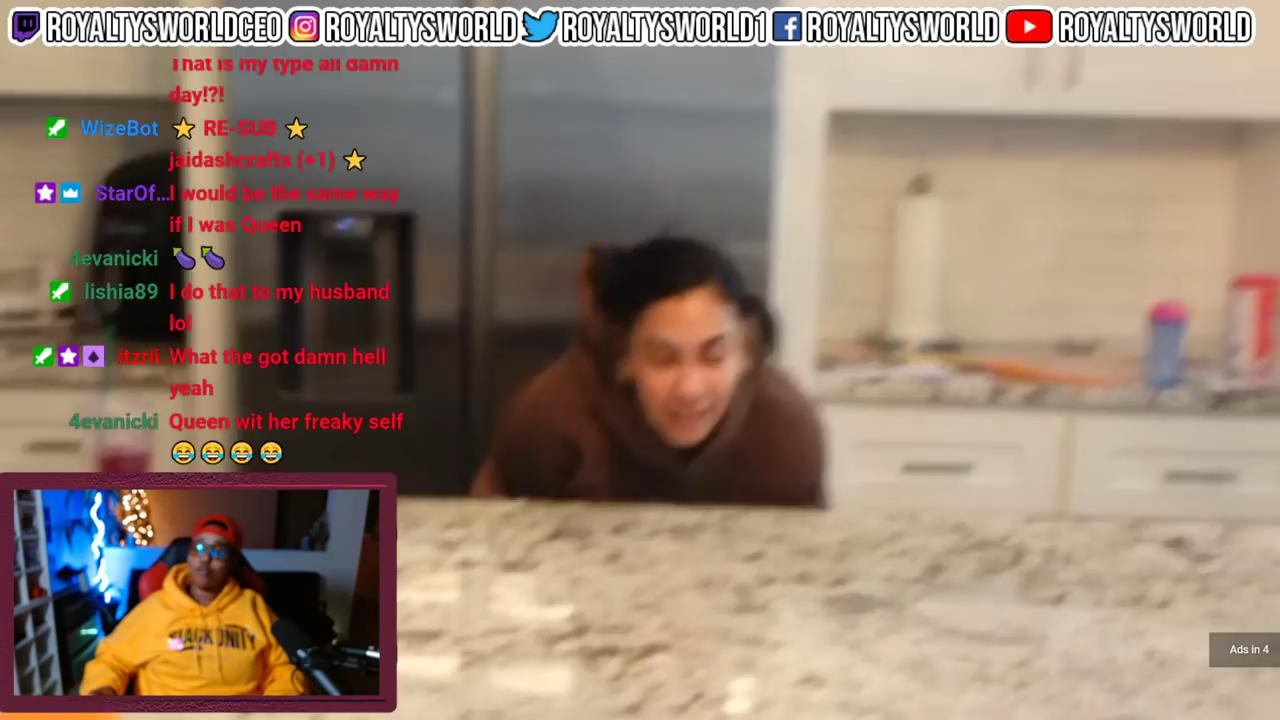 ROYALTYSWORLDCEO ROYALTYSWORLD ROYALTYSWORLD1 ROYALTYSWORLD ROYALTYSWORLD
That is my type all damn
day!?!
WizeBot RE-SUB
jaidashcrafts (+1)
StarOf... I would be the same way
if I was Queen
4evanicki
lishia89 I do that to my husband
lol
itzrii... What the got damn hell
yeah
4evanicki Queen wit her freaky self
Ads in 4